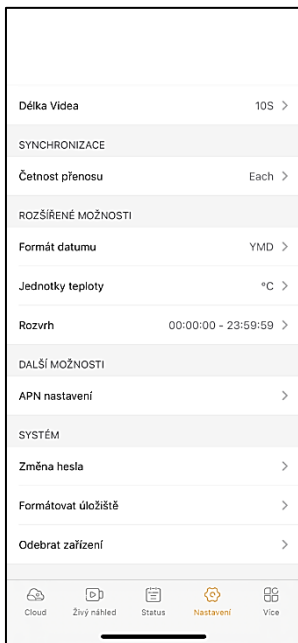 Délka Videa 10S
SYNCHRONIZACE
Četnost přenosu Each
ROZŠÍŘENÉ MOŽNOSTI
Formát datumu YMD
Jednotky teploty °C
Rozvrh 00:00:00 - 23:59:59
DALŠÍ MOŽNOSTI
APN nastavení
SYSTÉM
Změna hesla
Formátovat úložiště
Odebrat zařízení
Cloud Živý náhled Status Nastavení Více